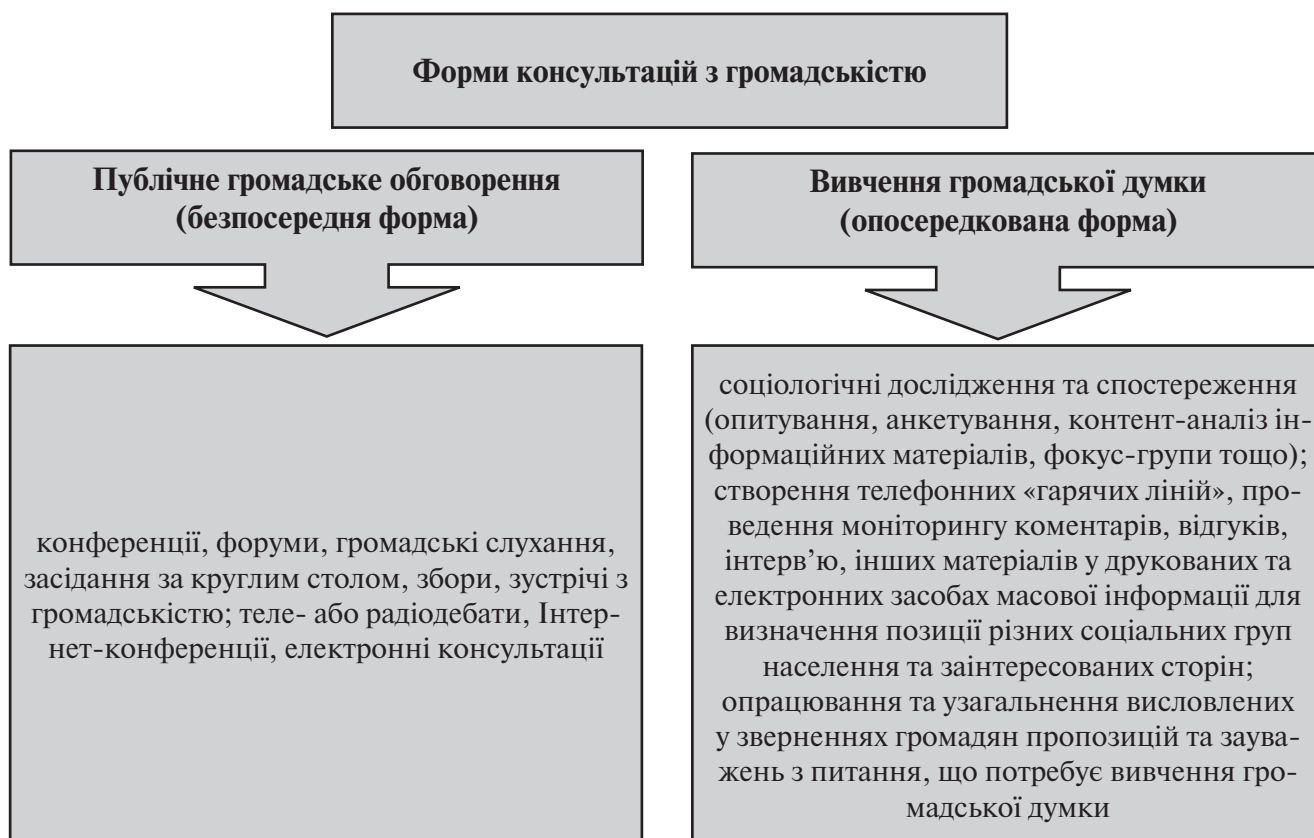 Форми консультацій з громадськістю
Публічне громадське обговорення
(безпосередня форма)
конференції, форуми, громадські слухання,
засідання за круглим столом, збори, зустрічі з
громадськістю; теле- або радіодебати, Інтер-
нет-конференції, електронні консультації
Вивчення громадської думки
(опосередкована форма)
соціологічні дослідження та спостереження
(опитування, анкетування, контент-аналіз ін-
формаційних матеріалів, фокус-групи тощо);
створення телефонних «гарячих ліній», про-
ведення моніторингу коментарів, відгуків,
інтерв’ю, інших матеріалів у друкованих та
електронних засобах масової інформації для
визначення позиції різних соціальних груп
населення та заінтересованих сторін;
опрацювання та узагальнення висловлених
у зверненнях громадян пропозицій та заува-
жень з питання, що потребує вивчення гро-
мадської думки